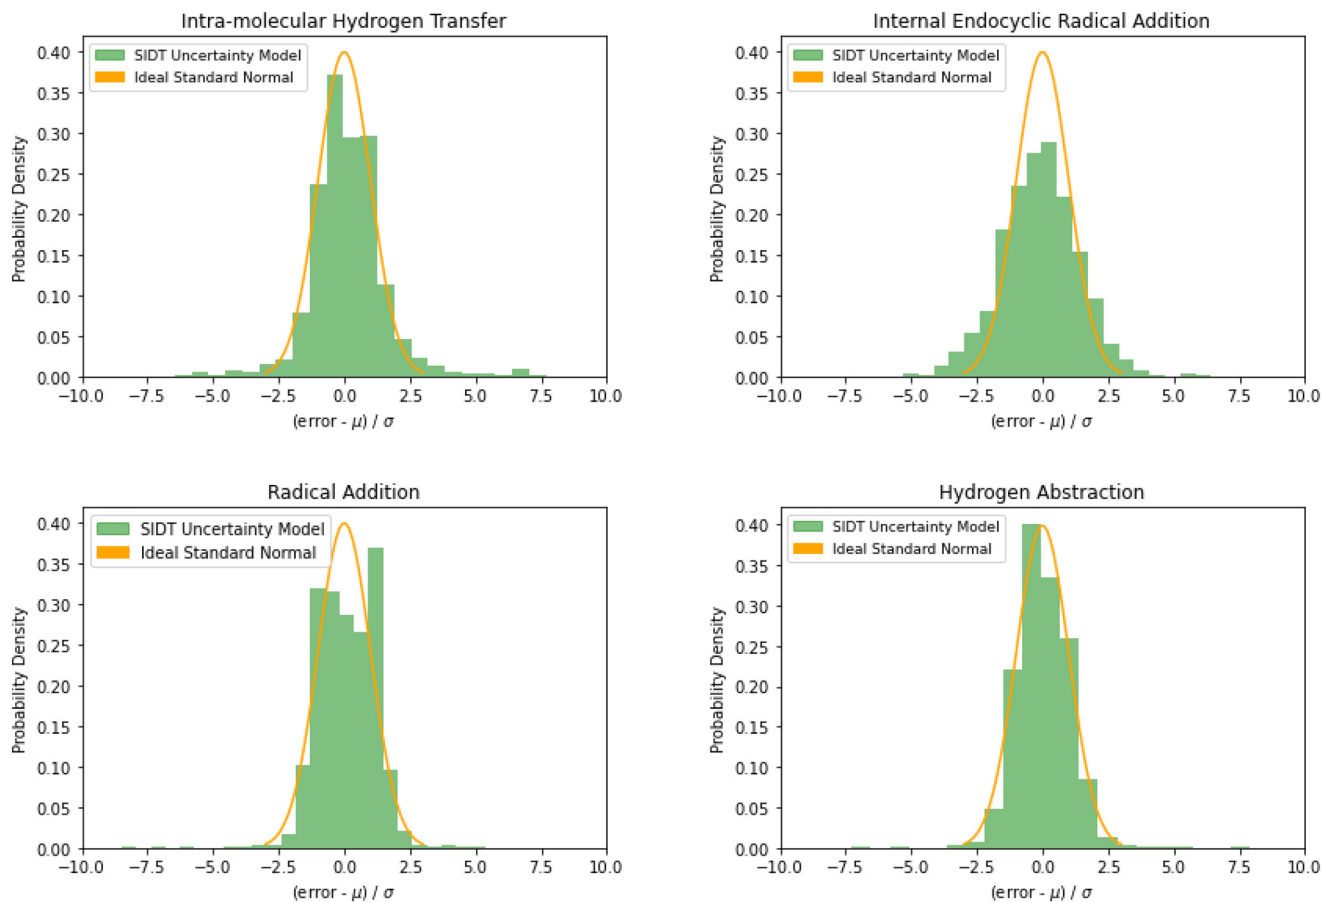 Intra-molecular Hydrogen Transfer
SIDT Uncertainty Model
Ideal Standard Normal
Probability Density
0.40
0.35
0.30
0.25
0.20
0.15
0.10
0.05
0.00
−10.0 −7.5 −5.0 −2.5 0.0 2.5 5.0 7.5 10.0
(error - μ) / σ
Internal Endocyclic Radical Addition
SIDT Uncertainty Model
Ideal Standard Normal
Probability Density
0.40
0.35
0.30
0.25
0.20
0.15
0.10
0.05
0.00
−10.0 −7.5 −5.0 −2.5 0.0 2.5 5.0 7.5 10.0
(error - μ) / σ
Radical Addition
SIDT Uncertainty Model
Ideal Standard Normal
Probability Density
0.40
0.35
0.30
0.25
0.20
0.15
0.10
0.05
0.00
−10.0 −7.5 −5.0 −2.5 0.0 2.5 5.0 7.5 10.0
(error - μ) / σ
Hydrogen Abstraction
SIDT Uncertainty Model
Ideal Standard Normal
Probability Density
0.40
0.35
0.30
0.25
0.20
0.15
0.10
0.05
0.00
−10.0 −7.5 −5.0 −2.5 0.0 2.5 5.0 7.5 10.0
(error - μ) / σ